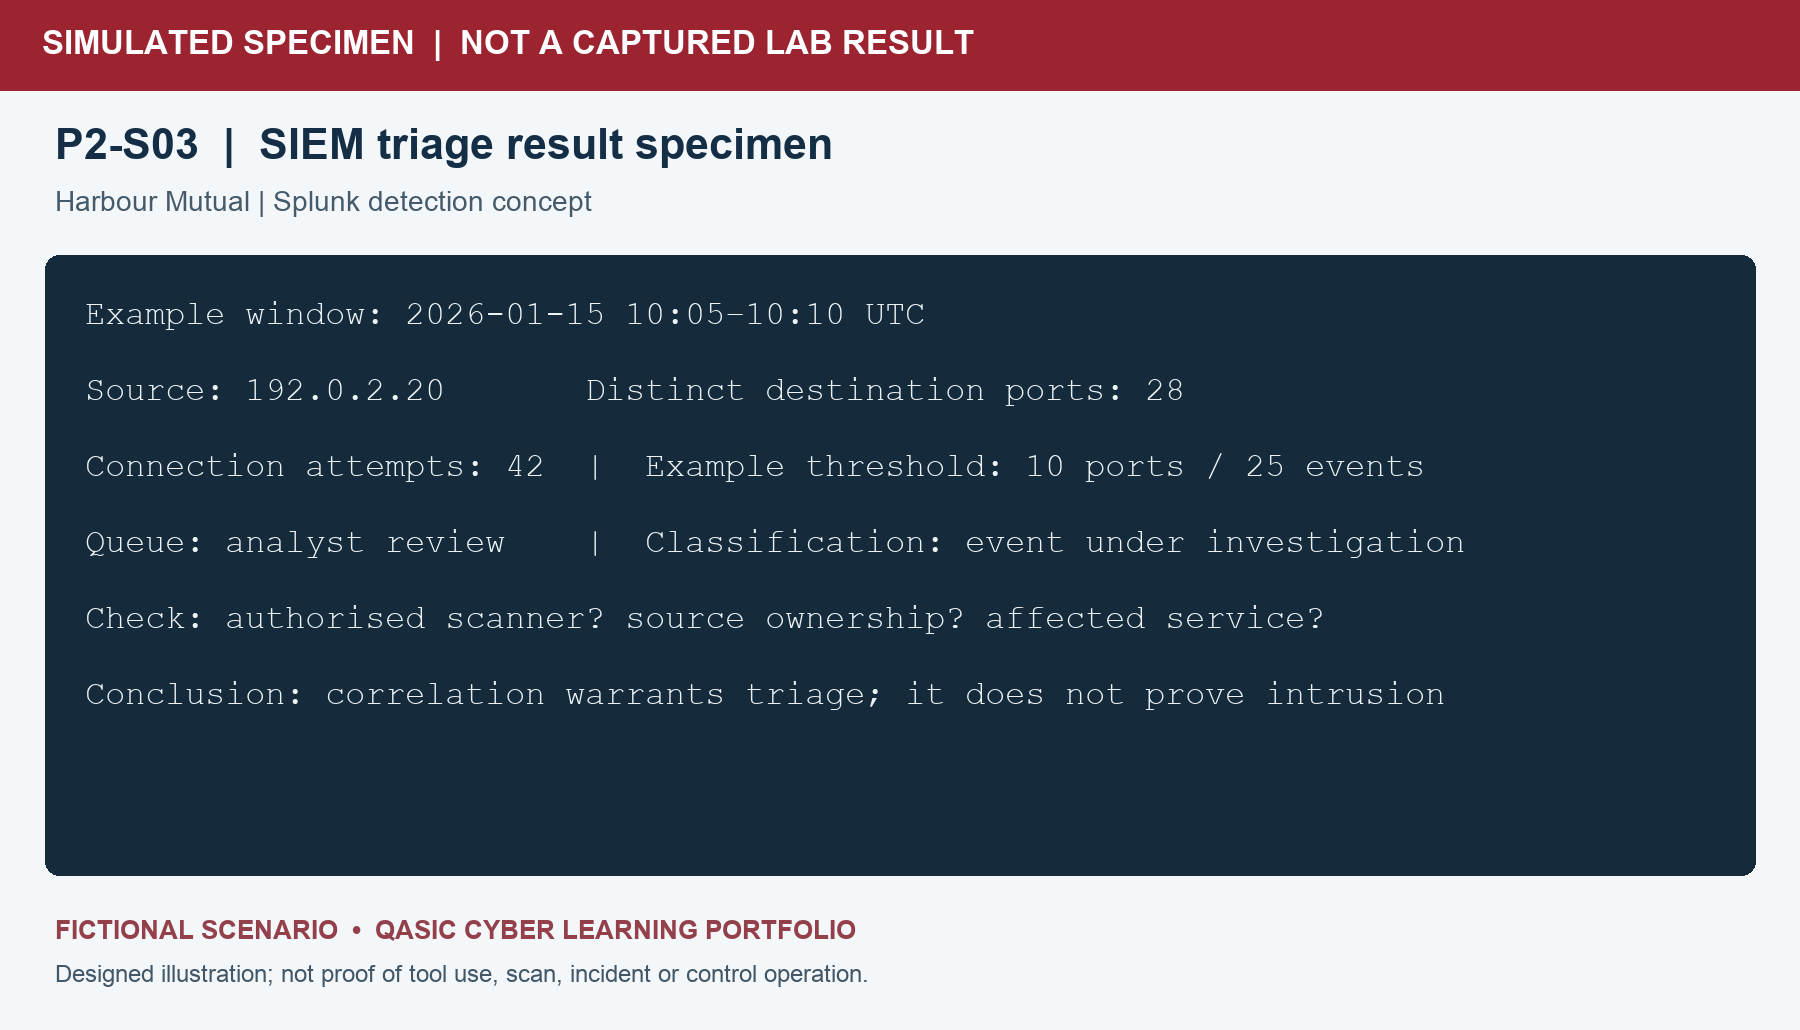 SIMULATED SPECIMEN | NOT A CAPTURED LAB RESULT
P2-S03 | SIEM triage result specimen
Harbour Mutual | Splunk detection concept
Example window: 2026-01-15 10:05–10:10 UTC
Source: 192.0.2.20 Distinct destination ports: 28
Connection attempts: 42 | Example threshold: 10 ports / 25 events
Queue: analyst review | Classification: event under investigation
Check: authorised scanner? source ownership? affected service?
Conclusion: correlation warrants triage; it does not prove intrusion
FICTIONAL SCENARIO • QASIC CYBER LEARNING PORTFOLIO
Designed illustration; not proof of tool use, scan, incident or control operation.